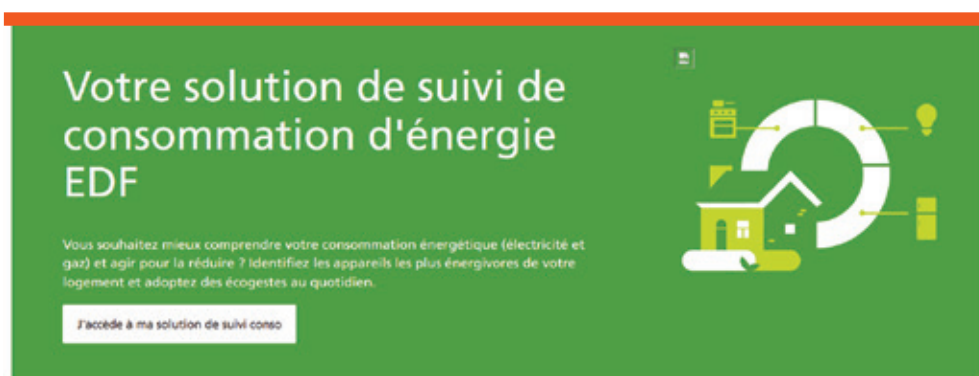 Votre solution de suivi de
consommation d'énergie
EDF
Vous souhaitez mieux comprendre votre consommation énergétique (électricité et
gaz) et agir pour la réduire ? Identifiez les appareils les plus énergivores de votre
logement et adoptez des écogestes au quotidien.
J'accède à ma solution de suivi conso